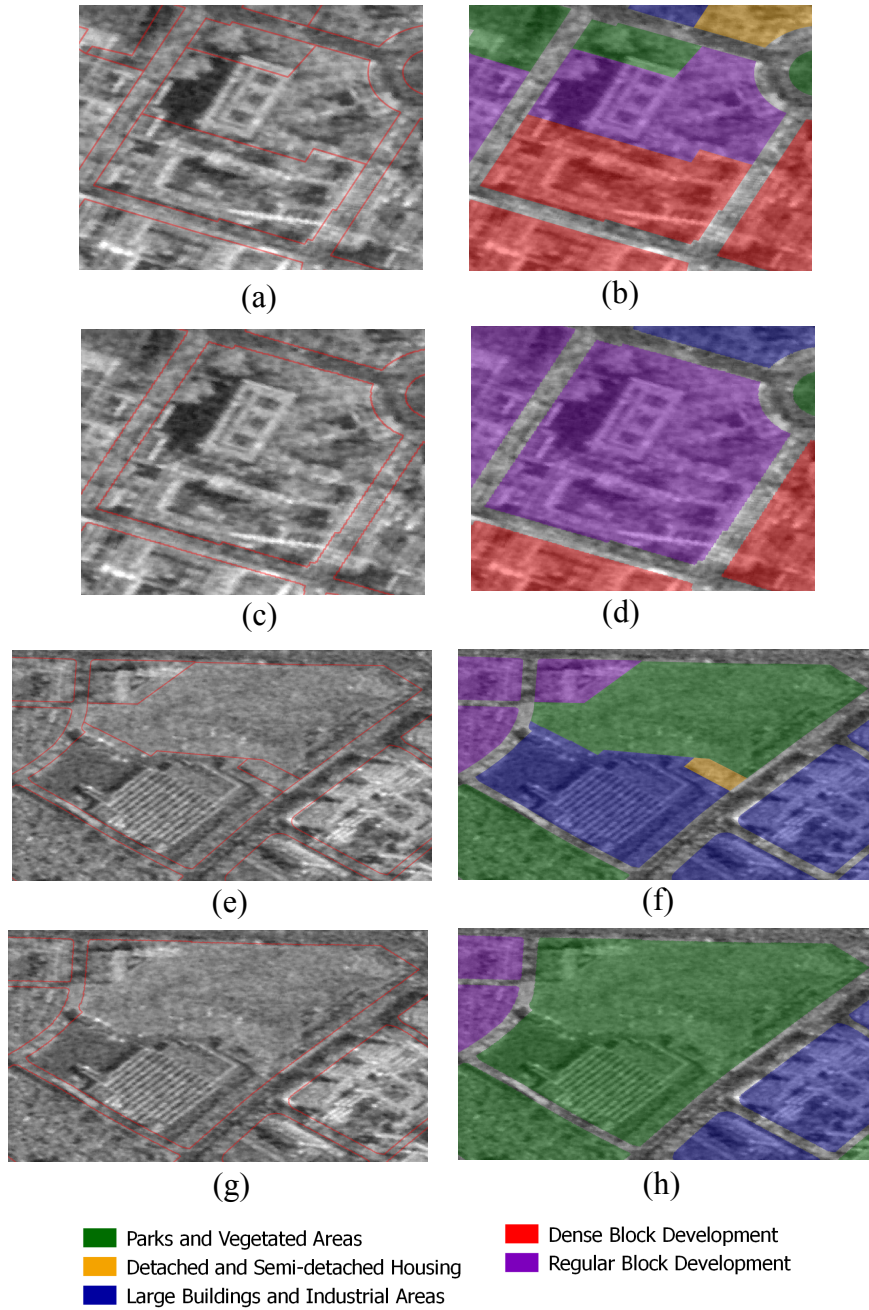 (a) (b)
(c) (d)
(e) (f)
(g) (h)
Parks and Vegetated Areas
Detached and Semi-detached Housing
Large Buildings and Industrial Areas
Dense Block Development
Regular Block Development